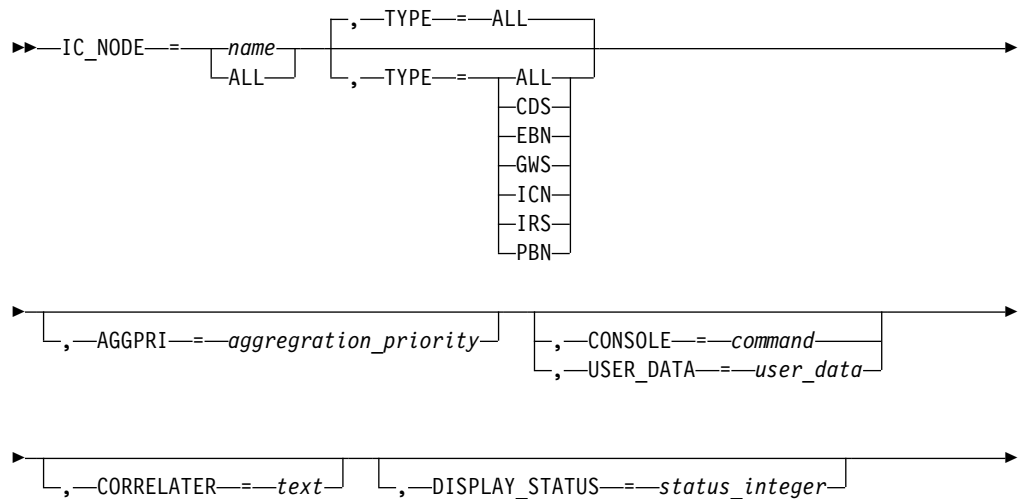 , TYPE = ALL
IC_NODE = name , TYPE = ALL
ALL
CDS
EBN
GWS
ICN
IRS
PBN
, AGGPRI = aggregration_priority , CONSOLE = command
, USER_DATA = user_data
, CORRELATER = text , DISPLAY_STATUS = status_integer